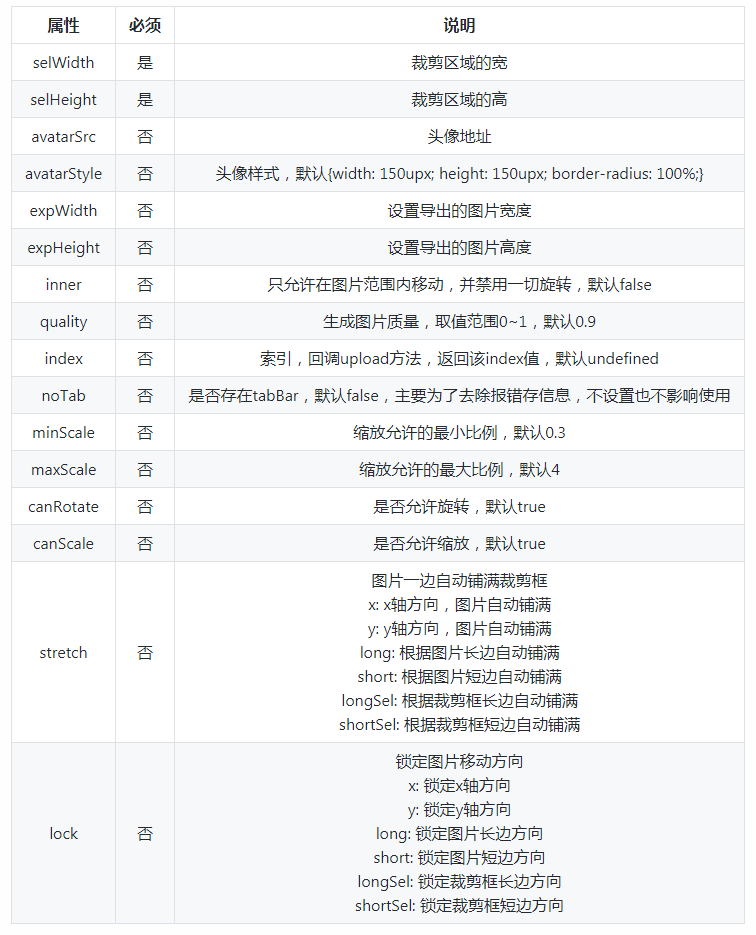 属性 必须 说明
selWidth 是 裁剪区域的宽
selHeight 是 裁剪区域的高
avatarSrc 否 头像地址
avatarStyle 否 头像样式，默认{width: 150upx; height: 150upx; border-radius: 100%;}
expWidth 否 设置导出的图片宽度
expHeight 否 设置导出的图片高度
inner 否 只允许在图片范围内移动，并禁用一切旋转，默认false
quality 否 生成图片质量，取值范围0~1，默认0.9
index 否 索引，回调upload方法，返回该index值，默认undefined
noTab 否 是否存在tabBar，默认false，主要为了去除报错存信息，不设置也不影响使用
minScale 否 缩放允许的最小比例，默认0.3
maxScale 否 缩放允许的最大比例，默认4
canRotate 否 是否允许旋转，默认true
canScale 否 是否允许缩放，默认true
stretch 否 图片一边自动铺满裁剪框
x: x轴方向，图片自动铺满
y: y轴方向，图片自动铺满
long: 根据图片长边自动铺满
short: 根据图片短边自动铺满
longSel: 根据裁剪框长边自动铺满
shortSel: 根据裁剪框短边自动铺满
lock 否 锁定图片移动方向
x: 锁定x轴方向
y: 锁定y轴方向
long: 锁定图片长边方向
short: 锁定图片短边方向
longSel: 锁定裁剪框长边方向
shortSel: 锁定裁剪框短边方向